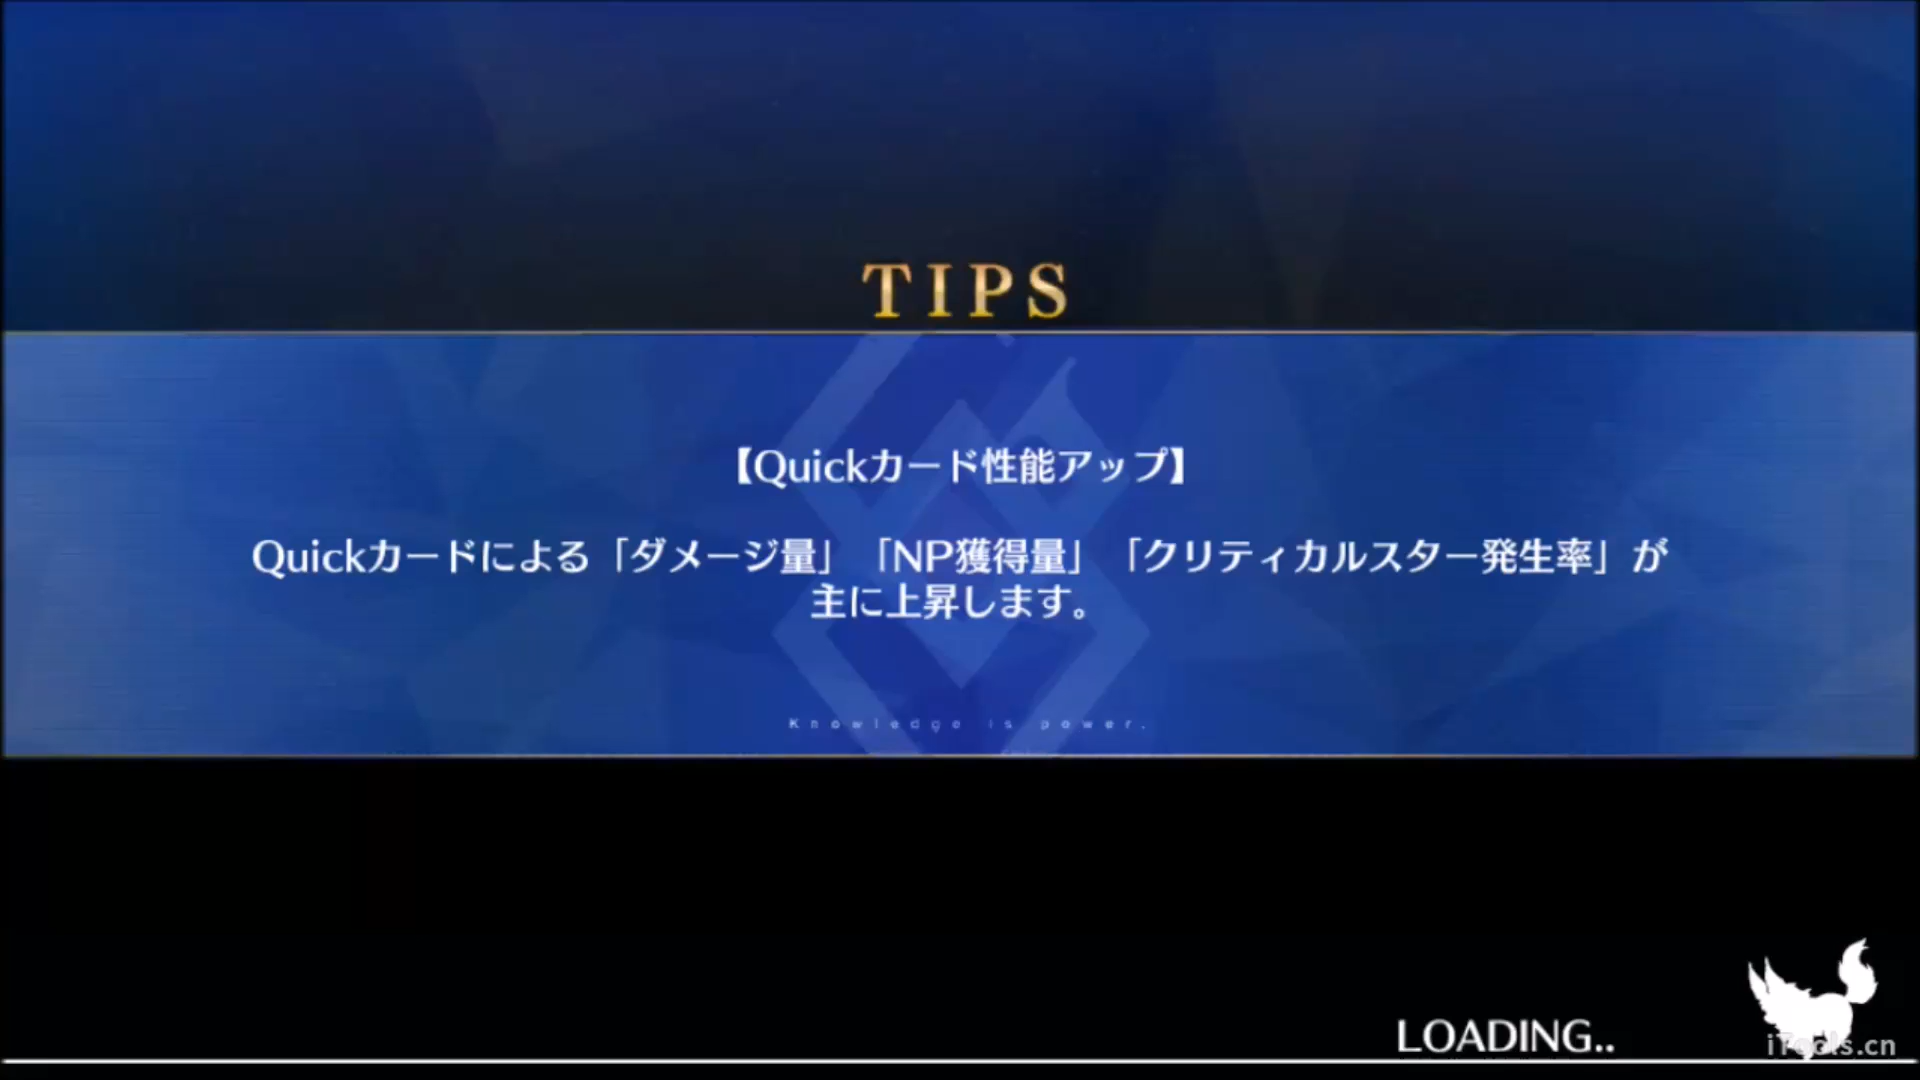 TIPS
【Quickカード性能アップ】
Quickカードによる「ダメージ量」「NP獲得量」「クリティカルスター発生率」が
主に上昇します。
Knowledge is power.
LOADING..
iTools.cn